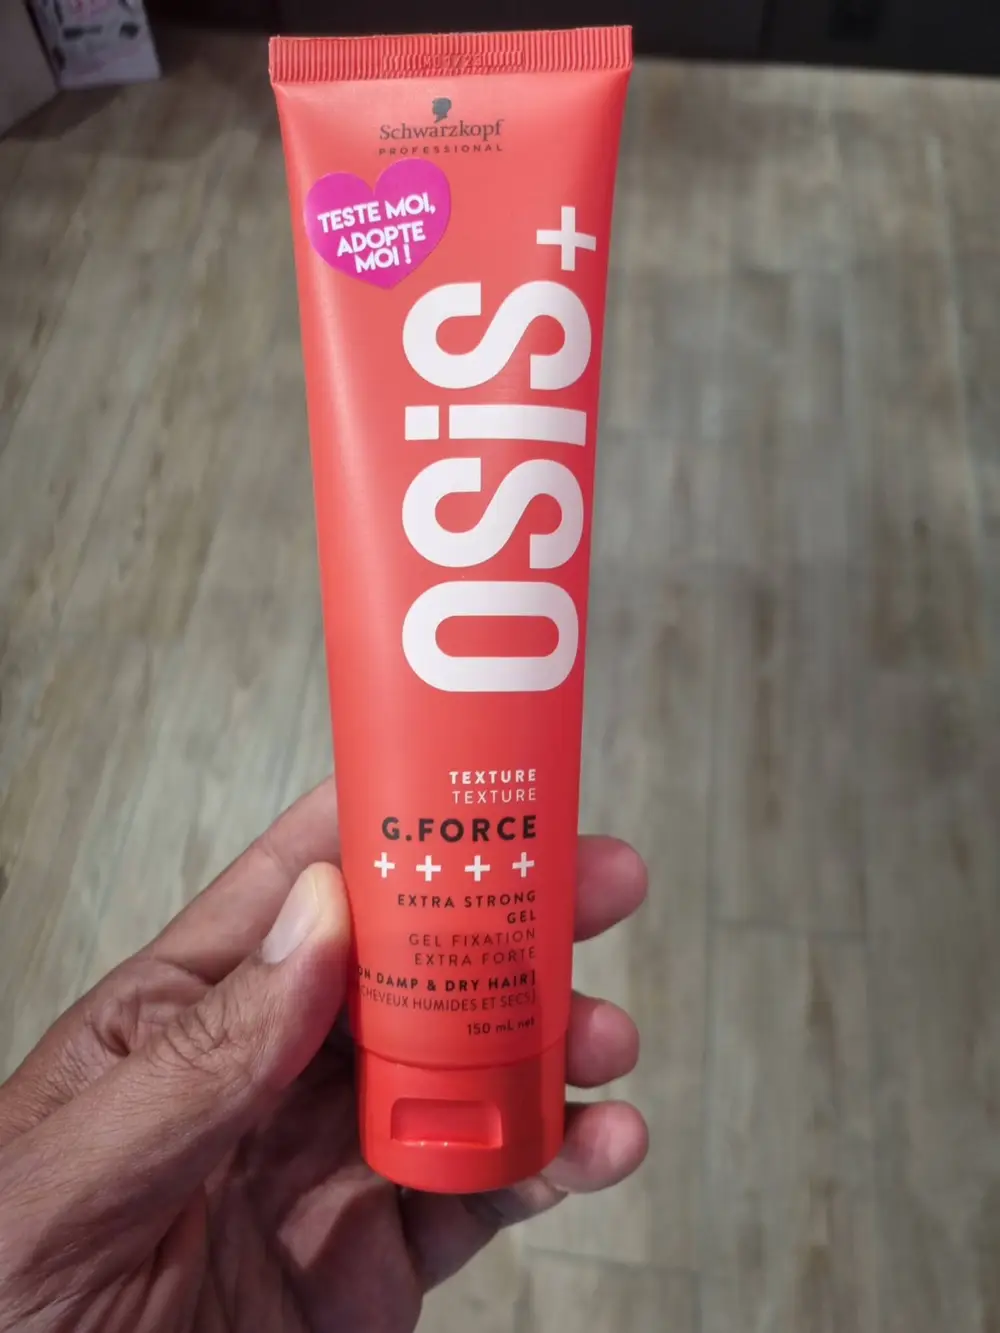 Schwarzkopf
PROFESSIONAL
TESTE MOI,
ADOPTE
MOI !
OSiS+
TEXTURE
TEXTURE
G.FORCE
++++
EXTRA STRONG
GEL
GEL FIXATION
EXTRA FORTE
ON DAMP & DRY HAIR]
CHEVEUX HUMIDES ET SECS]
150 mL net